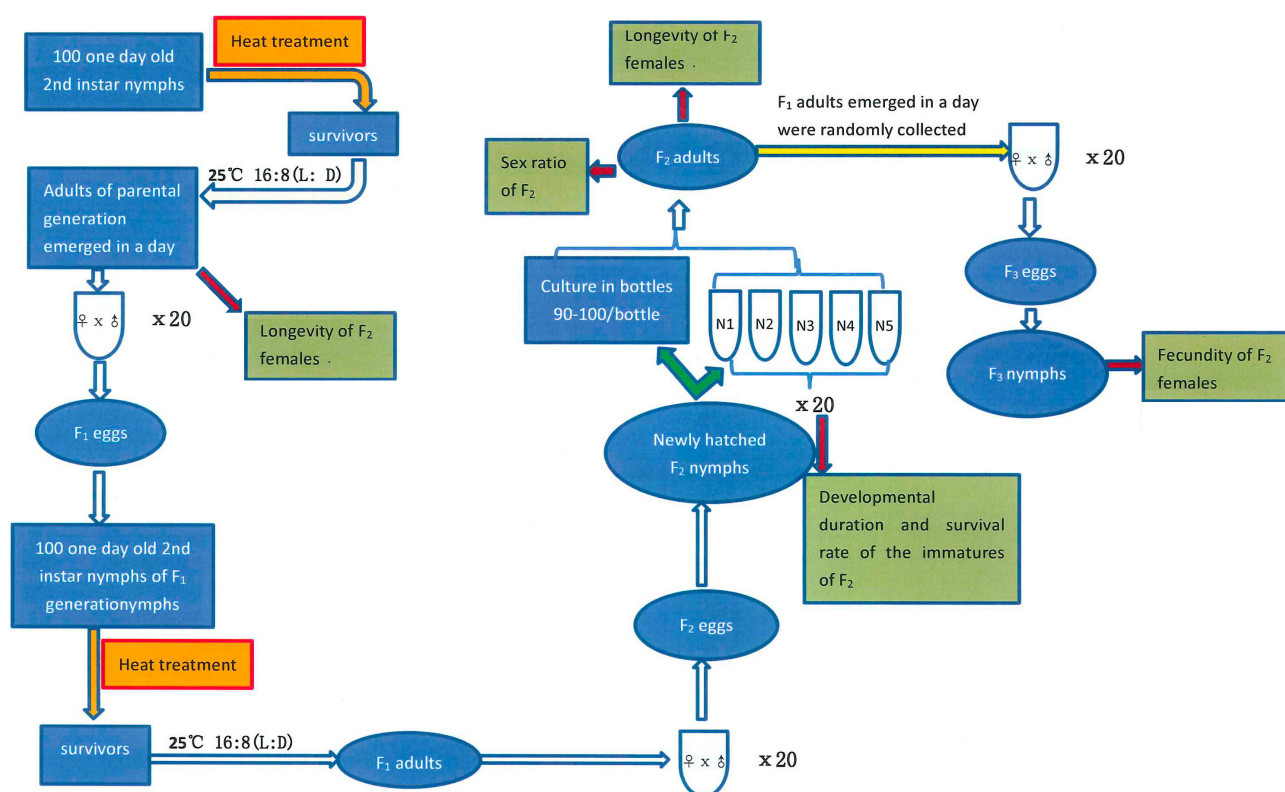 100 one day old
2nd instar nymphs
Heat treatment
survivors
25℃ 16:8(L: D)
Adults of parental
generation
emerged in a day
♀ x ♂
x 20
Longevity of F₂
females .
F₁ eggs
100 one day old 2nd
instar nymphs of F₁
generationymphs
Heat treatment
survivors
25℃ 16:8(L:D)
F₁ adults
♀ x ♂
x 20
F₂ eggs
Newly hatched
F₂ nymphs
Culture in bottles
90-100/bottle
N1
N2
N3
N4
N5
x 20
Developmental
duration and survival
rate of the immatures
of F₂
F₂ adults
Sex ratio
of F₂
Longevity of F₂
females .
F₁ adults emerged in a day
were randomly collected
♀ x ♂
x 20
F₃ eggs
F₃ nymphs
Fecundity of F₂
females